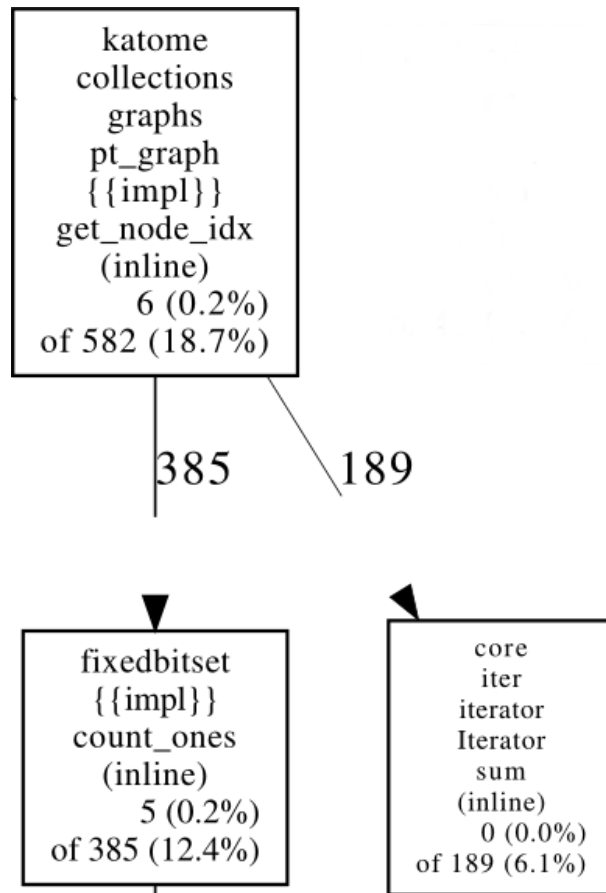 katome
collections
graphs
pt_graph
{{impl}}
get_node_idx
(inline)
6 (0.2%)
of 582 (18.7%)
385
189
fixedbitset
{{impl}}
count_ones
(inline)
5 (0.2%)
of 385 (12.4%)
core
iter
iterator
Iterator
sum
(inline)
0 (0.0%)
of 189 (6.1%)